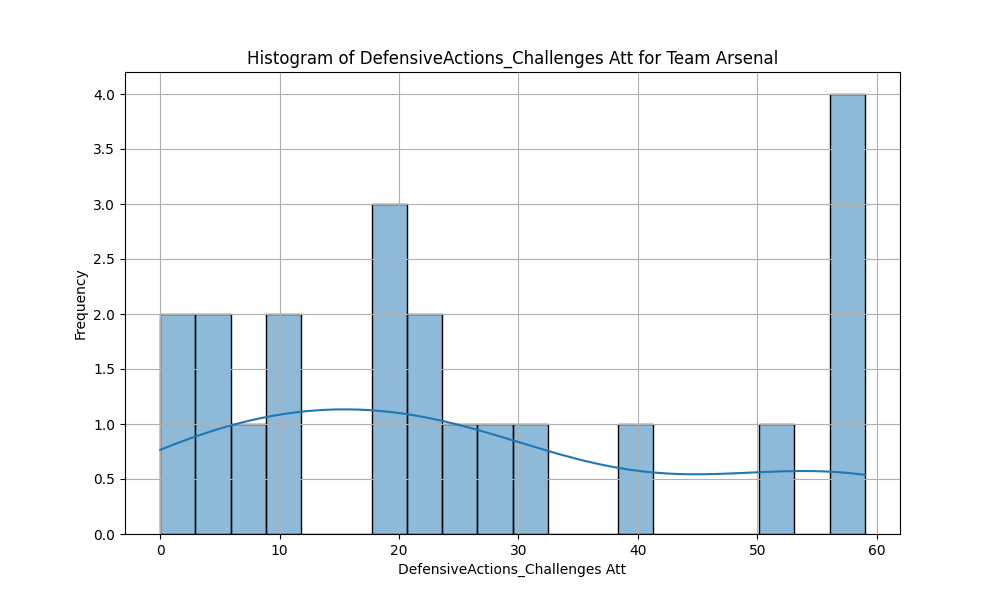 Histogram of DefensiveActions_Challenges Att for Team Arsenal
4.0
3.5
3.0
2.5
2.0
1.5
1.0
0.5
0.0
Frequency
0 10 20 30 40 50 60
DefensiveActions_Challenges Att